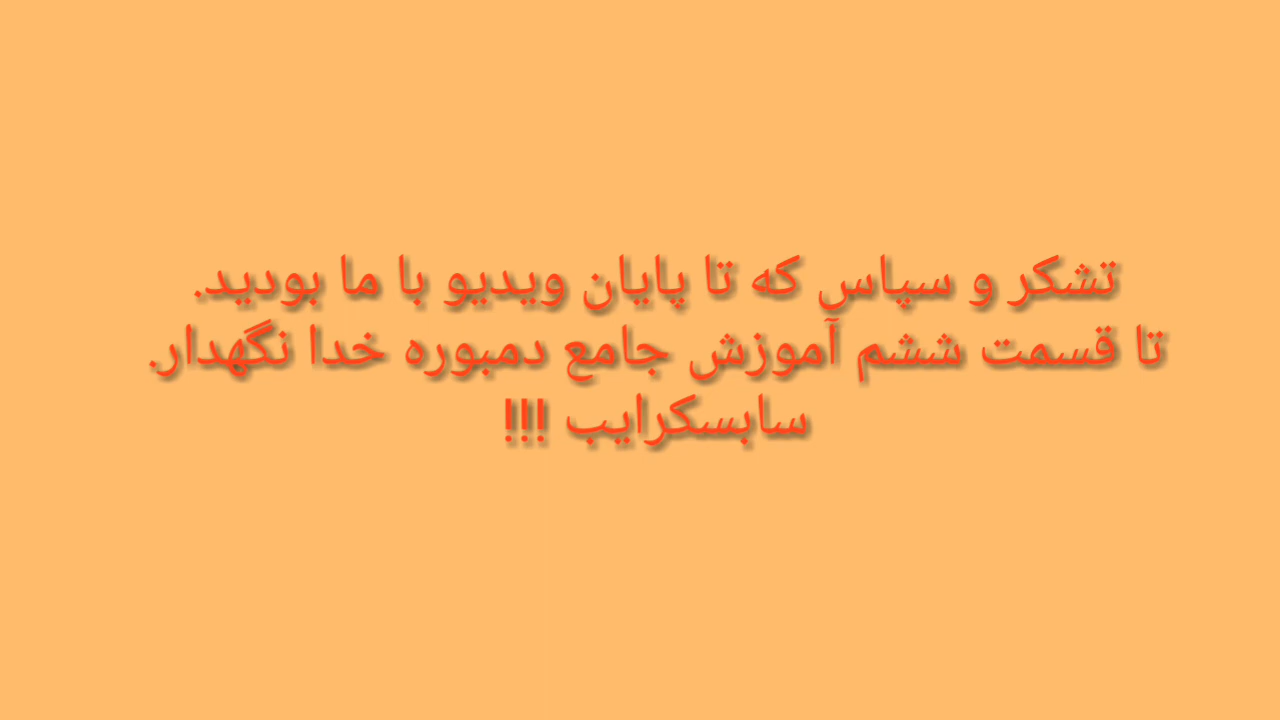 تشکر و سپاس که تا پایان ویدیو با ما بودید.
تا قسمت ششم آموزش جامع دمبوره خدا نگهدار.
سابسکرایب !!!